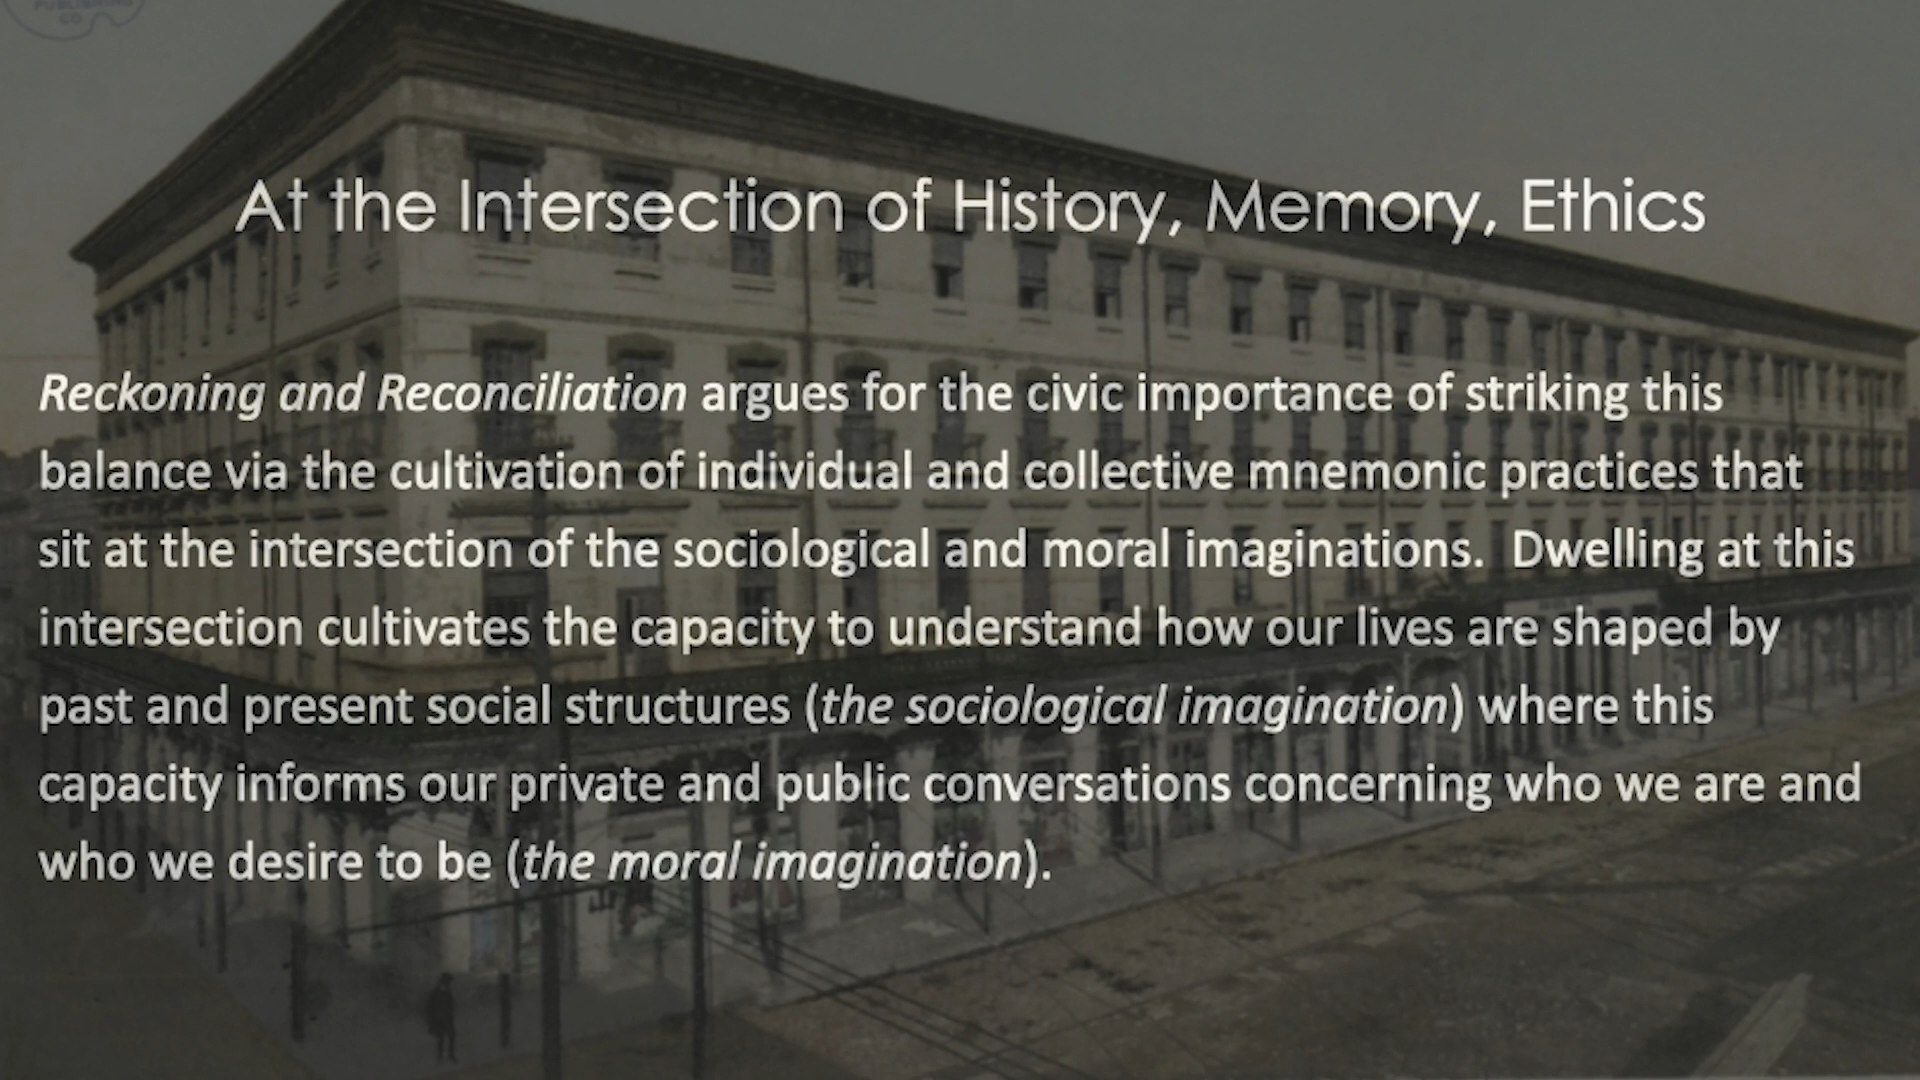 PUBLISHING
CO.
At the Intersection of History, Memory, Ethics
Reckoning and Reconciliation argues for the civic importance of striking this
balance via the cultivation of individual and collective mnemonic practices that
sit at the intersection of the sociological and moral imaginations.  Dwelling at this
intersection cultivates the capacity to understand how our lives are shaped by
past and present social structures (the sociological imagination) where this
capacity informs our private and public conversations concerning who we are and
who we desire to be (the moral imagination).